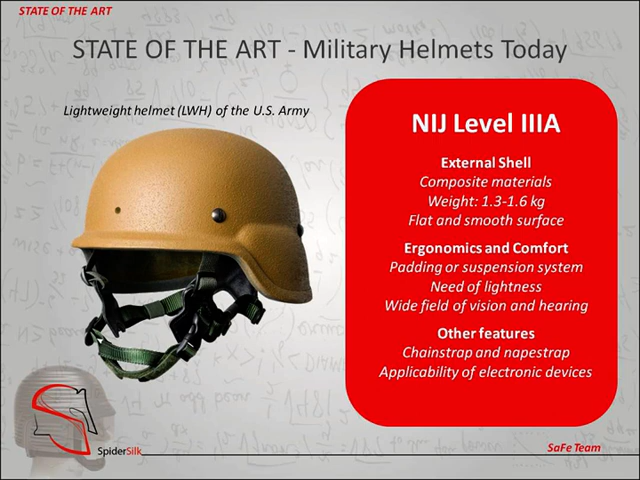 STATE OF THE ART
STATE OF THE ART - Military Helmets Today
Lightweight helmet (LWH) of the U.S. Army
NIJ Level IIIA
External Shell
Composite materials
Weight: 1.3-1.6 kg
Flat and smooth surface
Ergonomics and Comfort
Padding or suspension system
Need of lightness
Wide field of vision and hearing
Other features
Chainstrap and napestrap
Applicability of electronic devices
SpiderSilk
SaFe Team